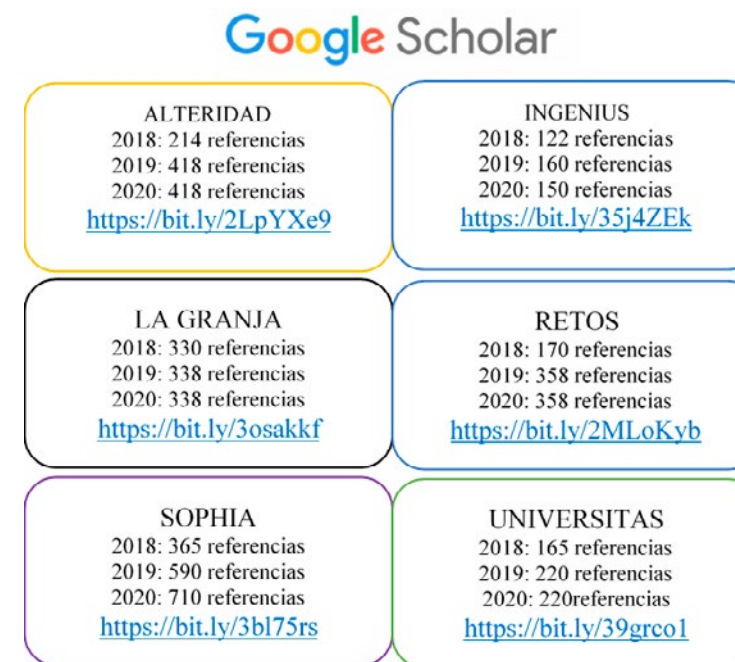 Google Scholar
ALTERIDAD
2018: 214 referencias
2019: 418 referencias
2020: 418 referencias
https://bit.ly/2LpYXe9
INGENIUS
2018: 122 referencias
2019: 160 referencias
2020: 150 referencias
https://bit.ly/35j4ZEk
LA GRANJA
2018: 330 referencias
2019: 338 referencias
2020: 338 referencias
https://bit.ly/3osakkf
RETOS
2018: 170 referencias
2019: 358 referencias
2020: 358 referencias
https://bit.ly/2MLoKyb
SOPHIA
2018: 365 referencias
2019: 590 referencias
2020: 710 referencias
https://bit.ly/3bl75rs
UNIVERSITAS
2018: 165 referencias
2019: 220 referencias
2020: 220referencias
https://bit.ly/39grco1